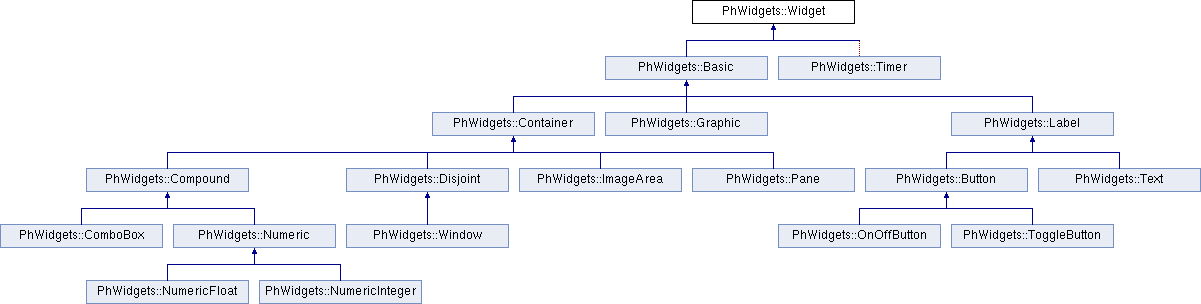 PhWidgets::Widget
PhWidgets::Basic
PhWidgets::Timer
PhWidgets::Container
PhWidgets::Graphic
PhWidgets::Label
PhWidgets::Compound
PhWidgets::Disjoint
PhWidgets::ImageArea
PhWidgets::Pane
PhWidgets::Button
PhWidgets::Text
PhWidgets::ComboBox
PhWidgets::Numeric
PhWidgets::Window
PhWidgets::OnOffButton
PhWidgets::ToggleButton
PhWidgets::NumericFloat
PhWidgets::NumericInteger